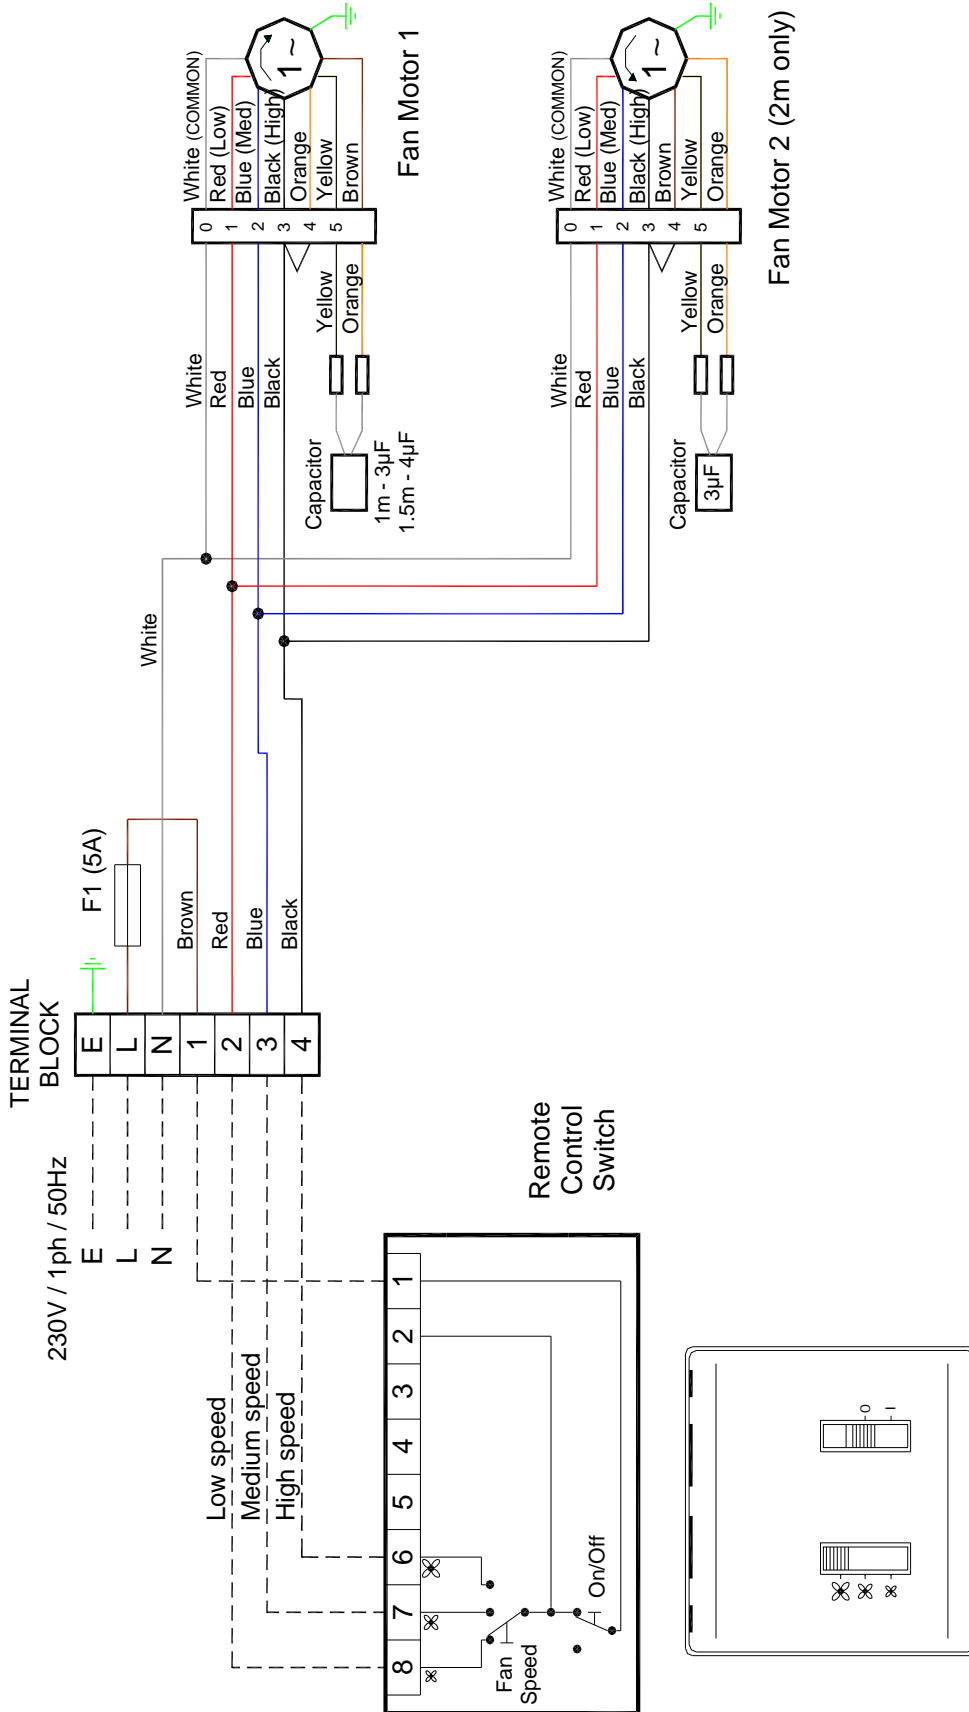 230V / 1ph / 50Hz
E
L
N
TERMINAL
BLOCK
E
L
N
1
2
3
4
F1 (5A)
White
Brown
Red
Blue
Black
White
Red
Blue
Black
Yellow
Orange
Capacitor
1m - 3µF
1.5m - 4µF
0
1
2
3
4
5
White (COMMON)
Red (Low)
Blue (Med)
Black (High)
Orange
Yellow
Brown
1~
Fan Motor 1
White
Red
Blue
Black
Yellow
Orange
Capacitor
3µF
0
1
2
3
4
5
White (COMMON)
Red (Low)
Blue (Med)
Black (High)
Brown
Yellow
Orange
1~
Fan Motor 2 (2m only)
Low speed
Medium speed
High speed
Remote
Control
Switch
8
7
6
5
4
3
2
1
Fan
Speed
On/Off
O
I